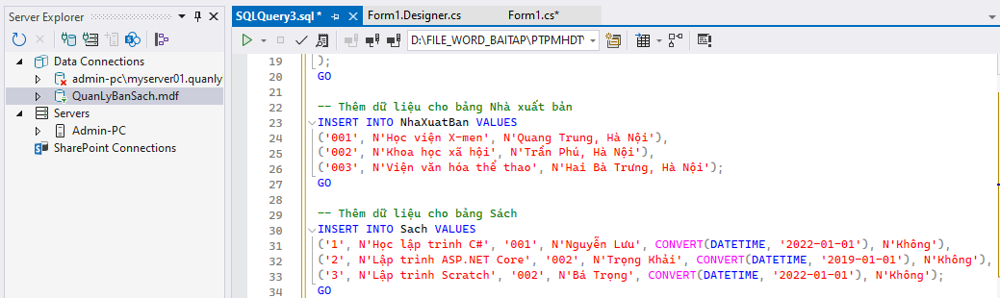 Server Explorer
Data Connections
admin-pc\myserver01.quanly
QuanLyBanSach.mdf
Servers
Admin-PC
SharePoint Connections
SQLQuery3.sql *
Form1.Designer.cs
Form1.cs*
D:\FILE_WORD_BAITAP\PTPMHDT\
19 );
20 GO
21
22 -- Thêm dữ liệu cho bảng Nhà xuất bản
23 INSERT INTO NhaXuatBan VALUES
24 ('001', N'Học viện X-men', N'Quang Trung, Hà Nội'),
25 ('002', N'Khoa học xã hội', N'Trần Phú, Hà Nội'),
26 ('003', N'Viện văn hóa thể thao', N'Hai Bà Trưng, Hà Nội');
27 GO
28
29 -- Thêm dữ liệu cho bảng Sách
30 INSERT INTO Sach VALUES
31 ('1', N'Học lập trình C#', '001', N'Nguyễn Lưu', CONVERT(DATETIME, '2022-01-01'), N'Không'),
32 ('2', N'Lập trình ASP.NET Core', '002', N'Trọng Khải', CONVERT(DATETIME, '2019-01-01'), N'Không'),
33 ('3', N'Lập trình Scratch', '002', N'Bá Trọng', CONVERT(DATETIME, '2022-01-01'), N'Không');
34 GO